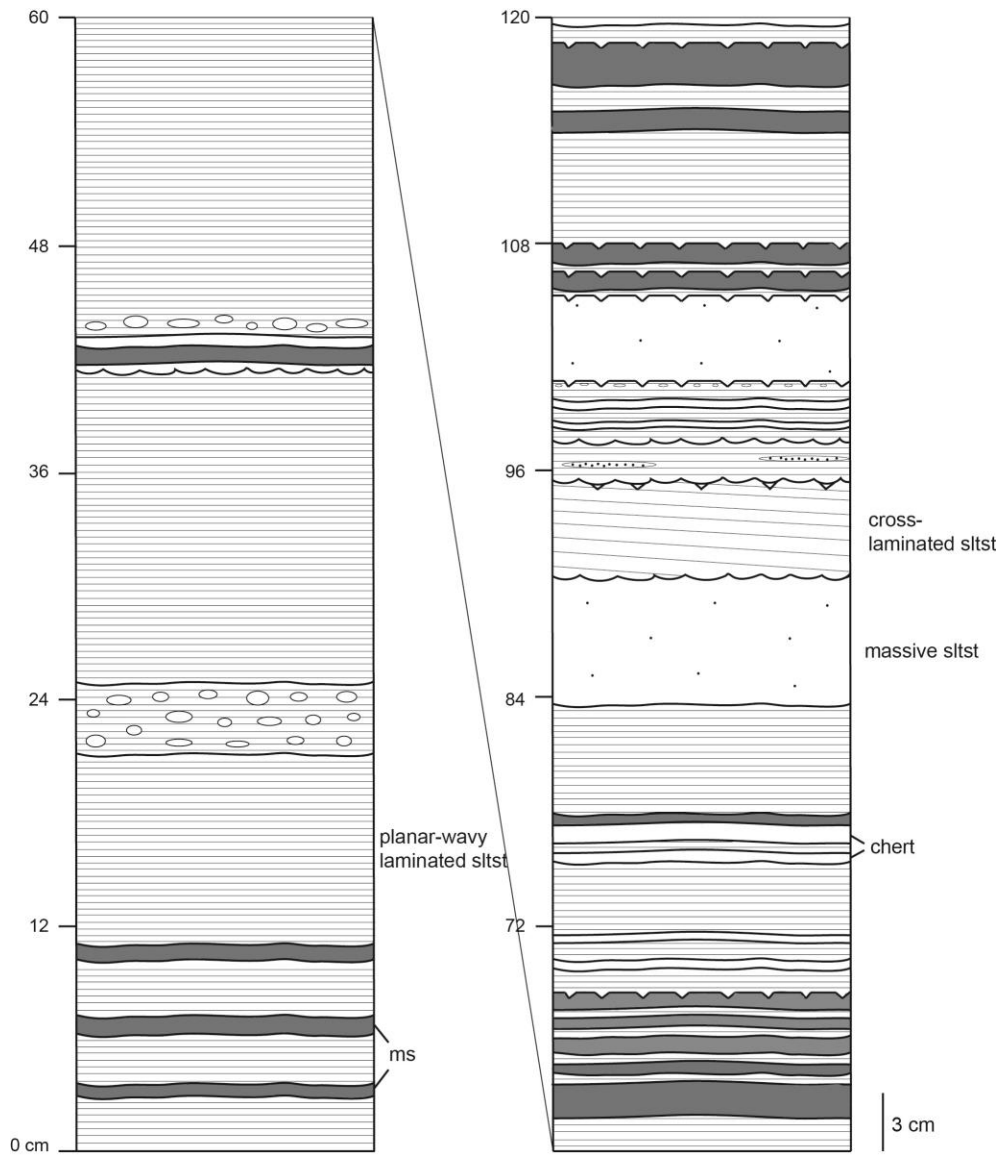 60
48
36
24
12
0 cm
planar-wavy
laminated sltst
ms
120
108
96
84
72
cross-
laminated sltst
massive sltst
chert
3 cm